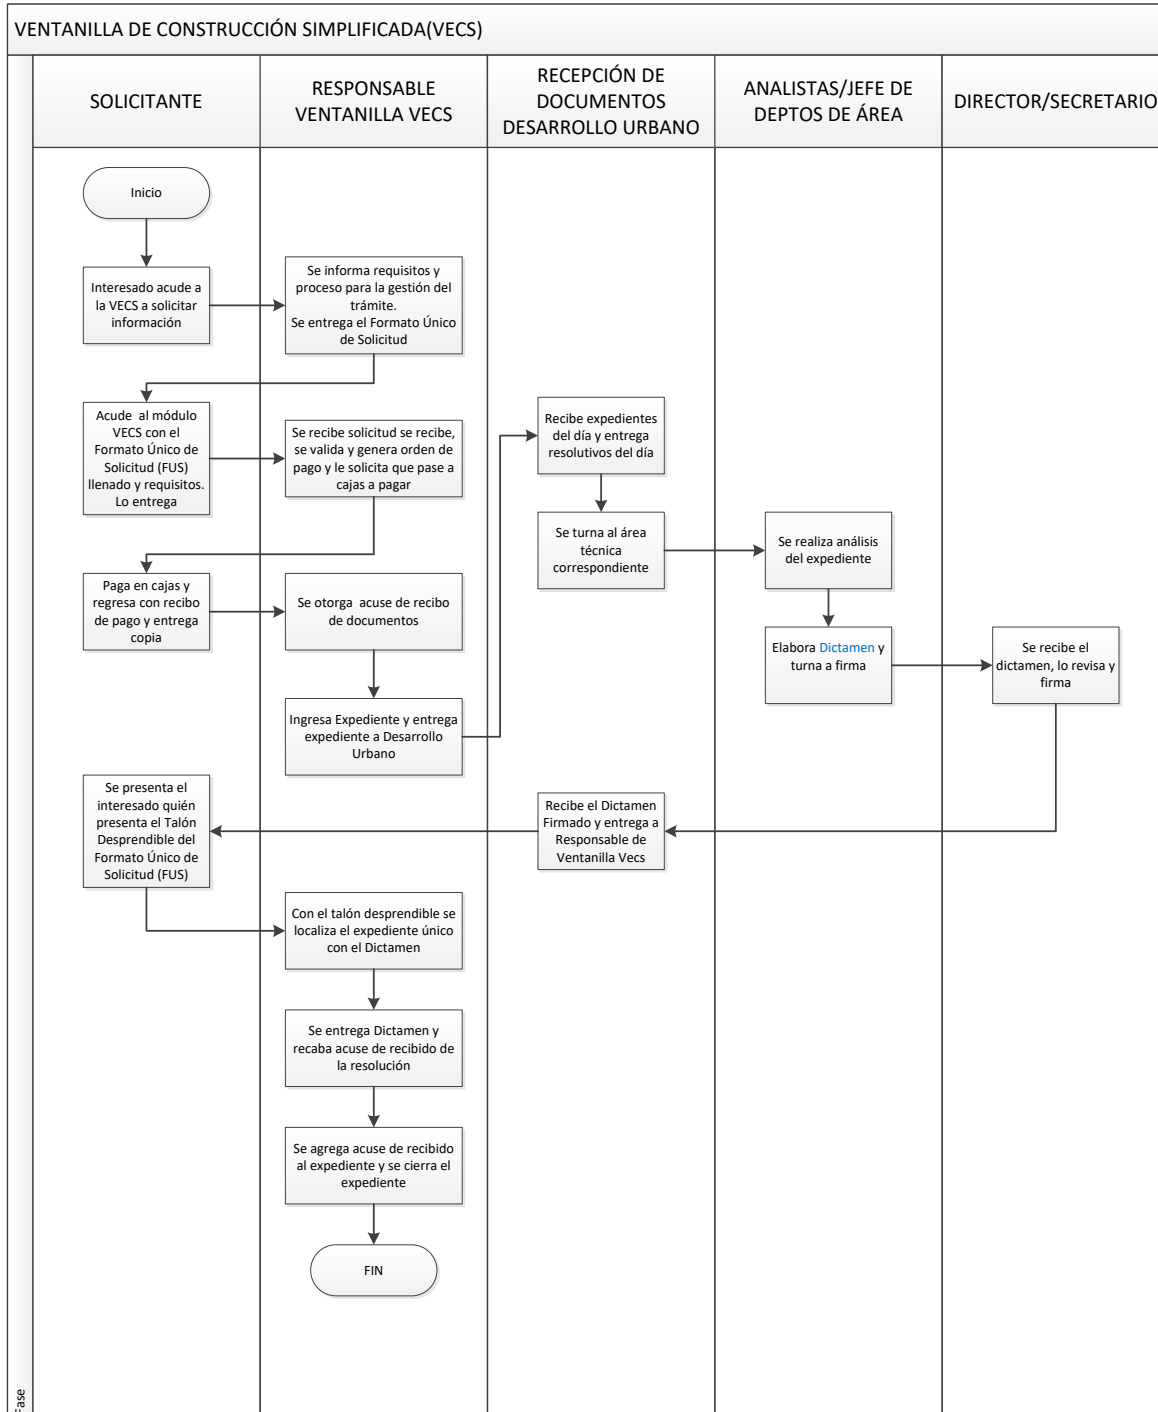 VENTANILLA DE CONSTRUCCIÓN SIMPLIFICADA(VECS)
SOLICITANTE
RESPONSABLE
VENTANILLA VECS
RECEPCIÓN DE
DOCUMENTOS
DESARROLLO URBANO
ANALISTAS/JEFE DE
DEPTOS DE ÁREA
DIRECTOR/SECRETARIO
Inicio
Interesado acude a
la VECS a solicitar
información
Se informa requisitos y
proceso para la gestión del
trámite.
Se entrega el Formato Único
de Solicitud
Acude al módulo
VECS con el
Formato Único de
Solicitud (FUS)
llenado y requisitos.
Lo entrega
Se recibe solicitud se recibe,
se valida y genera orden de
pago y le solicita que pase a
cajas a pagar
Paga en cajas y
regresa con recibo
de pago y entrega
copia
Se otorga acuse de recibo
de documentos
Ingresa Expediente y entrega
expediente a Desarrollo
Urbano
Recibe expedientes
del día y entrega
resolutivos del día
Se turna al área
técnica
correspondiente
Se realiza análisis
del expediente
Elabora Dictamen y
turna a firma
Se recibe el
dictamen, lo revisa y
firma
Recibe el Dictamen
Firmado y entrega a
Responsable de
Ventanilla Vecs
Se presenta el
interesado quién
presenta el Talón
Desprendible del
Formato Único de
Solicitud (FUS)
Con el talón desprendible se
localiza el expediente único
con el Dictamen
Se entrega Dictamen y
recaba acuse de recibido de
la resolución
Se agrega acuse de recibido
al expediente y se cierra el
expediente
FIN
Fase